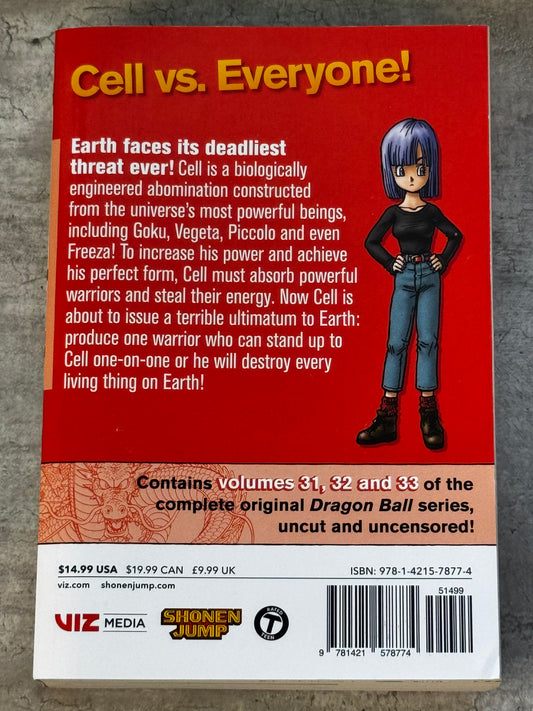 Cell vs. Everyone!
Earth faces its deadliest
threat ever! Cell is a biologically
engineered abomination constructed
from the universe's most powerful beings,
including Goku, Vegeta, Piccolo and even
Freeza! To increase his power and achieve
his perfect form, Cell must absorb powerful
warriors and steal their energy. Now Cell is
about to issue a terrible ultimatum to Earth:
produce one warrior who can stand up to
Cell one-on-one or he will destroy every
living thing on Earth!
Contains volumes 31, 32 and 33 of the
complete original Dragon Ball series,
uncut and uncensored!
$14.99 USA $19.99 CAN £9.99 UK
viz.com shonenjump.com
VIZ MEDIA
SHONEN
JUMP
RATED
T
TEEN
ISBN: 978-1-4215-7877-4
51499
9 781421 578774